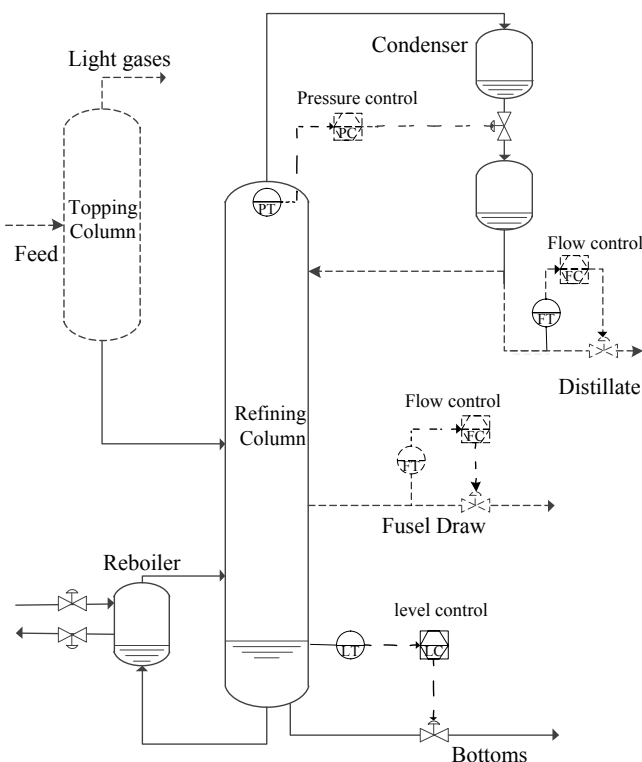 Light gases
Condenser
Pressure control
PC
Topping
Column
PT
Feed
Flow control
FC
FT
Distillate
Refining
Column
Flow control
FC
FT
Fusel Draw
Reboiler
level control
LT
LC
Bottoms